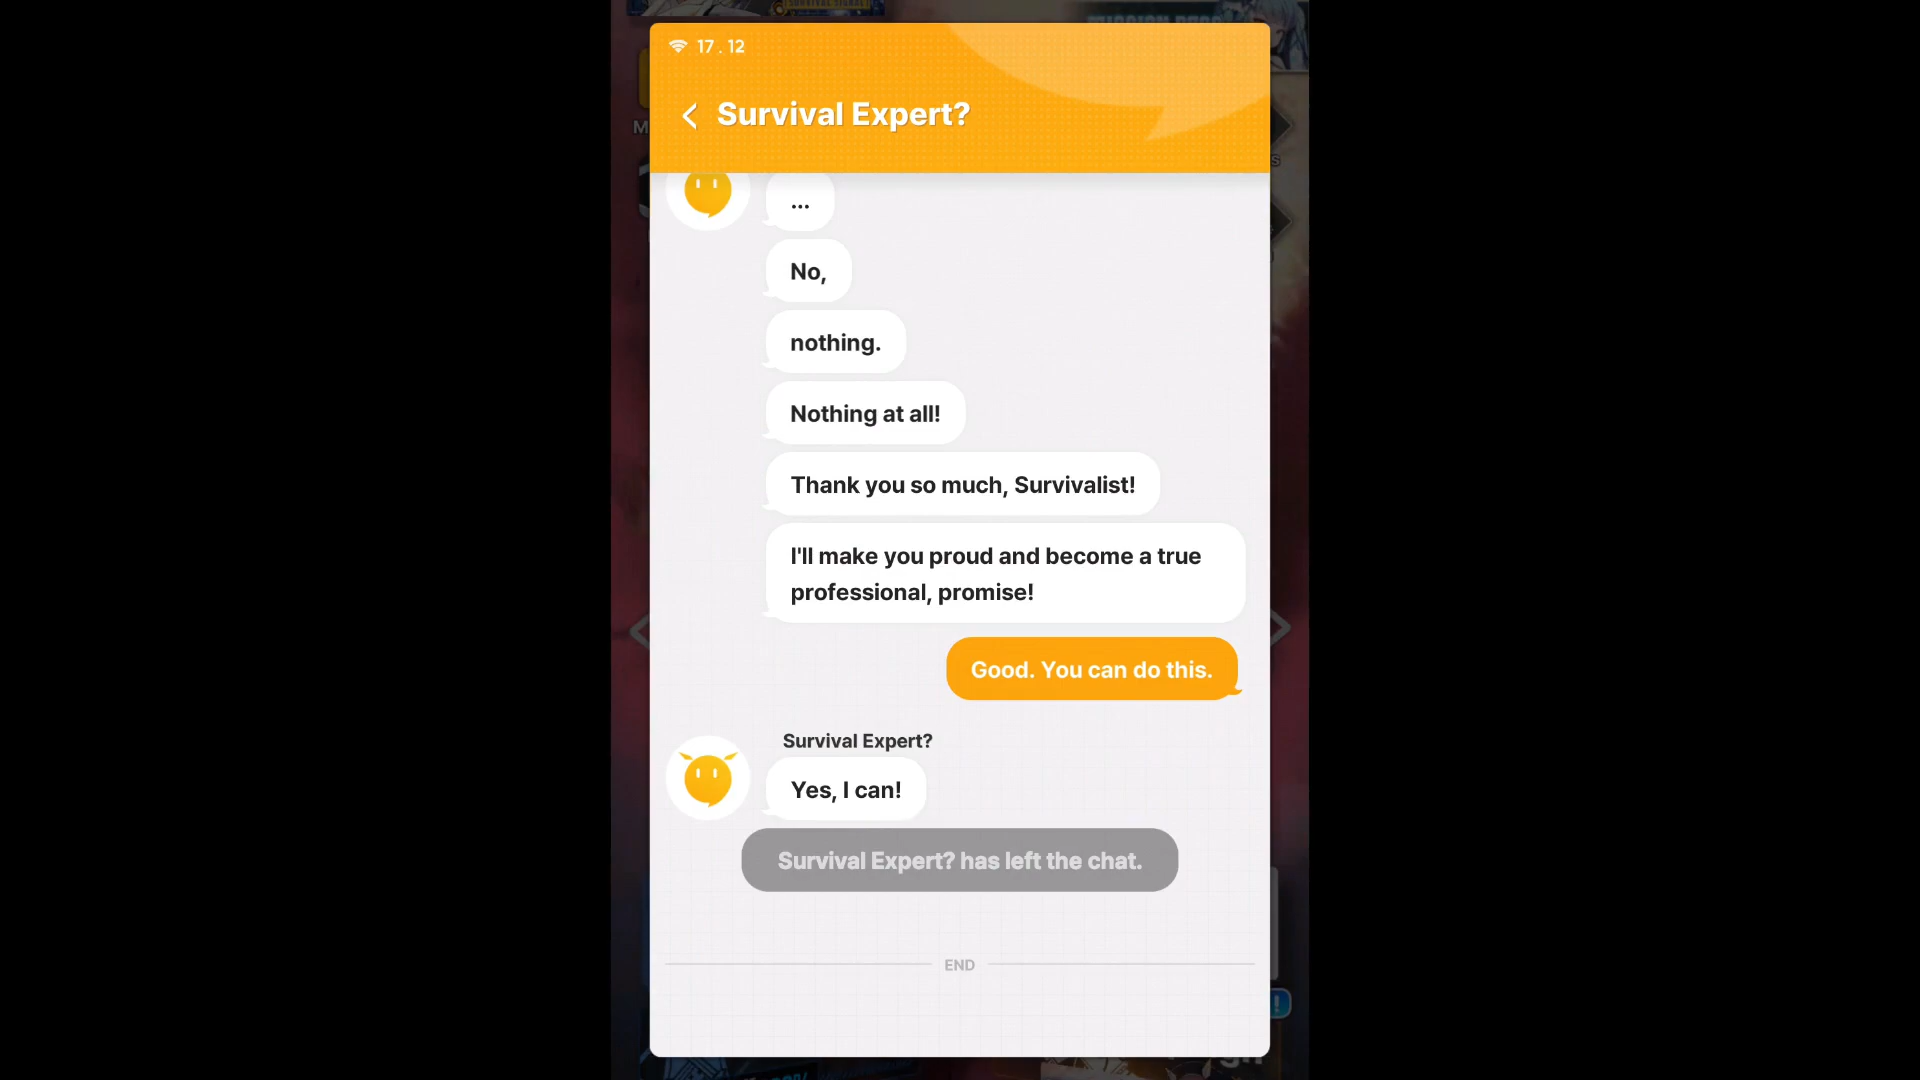 SURVIVAL SIGNAL
17 . 12
Survival Expert?
...
No,
nothing.
Nothing at all!
Thank you so much, Survivalist!
I'll make you proud and become a true
professional, promise!
Good. You can do this.
Survival Expert?
Yes, I can!
Survival Expert? has left the chat.
END